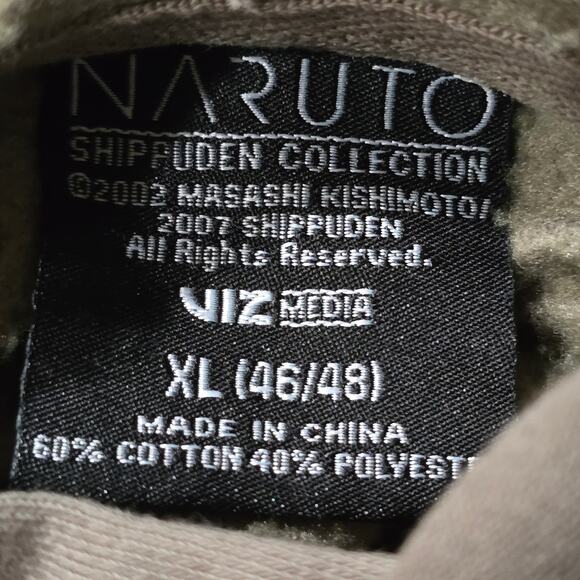 NARUTO
SHIPPUDEN COLLECTION
©2002 MASASHI KISHIMOTO/
2007 SHIPPUDEN
All Rights Reserved.
VIZ MEDIA
XL (46/48)
MADE IN CHINA
60% COTTON 40% POLYESTE